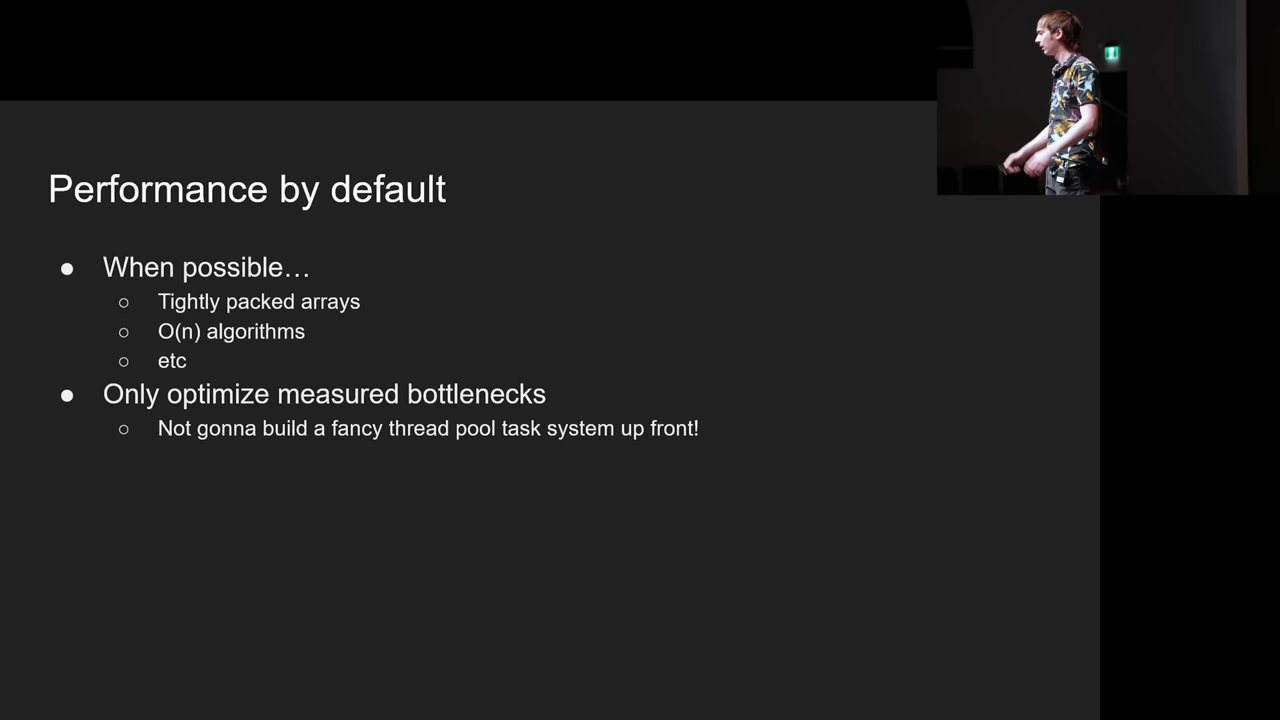 Performance by default
● When possible…
○ Tightly packed arrays
○ O(n) algorithms
○ etc
● Only optimize measured bottlenecks
○ Not gonna build a fancy thread pool task system up front!